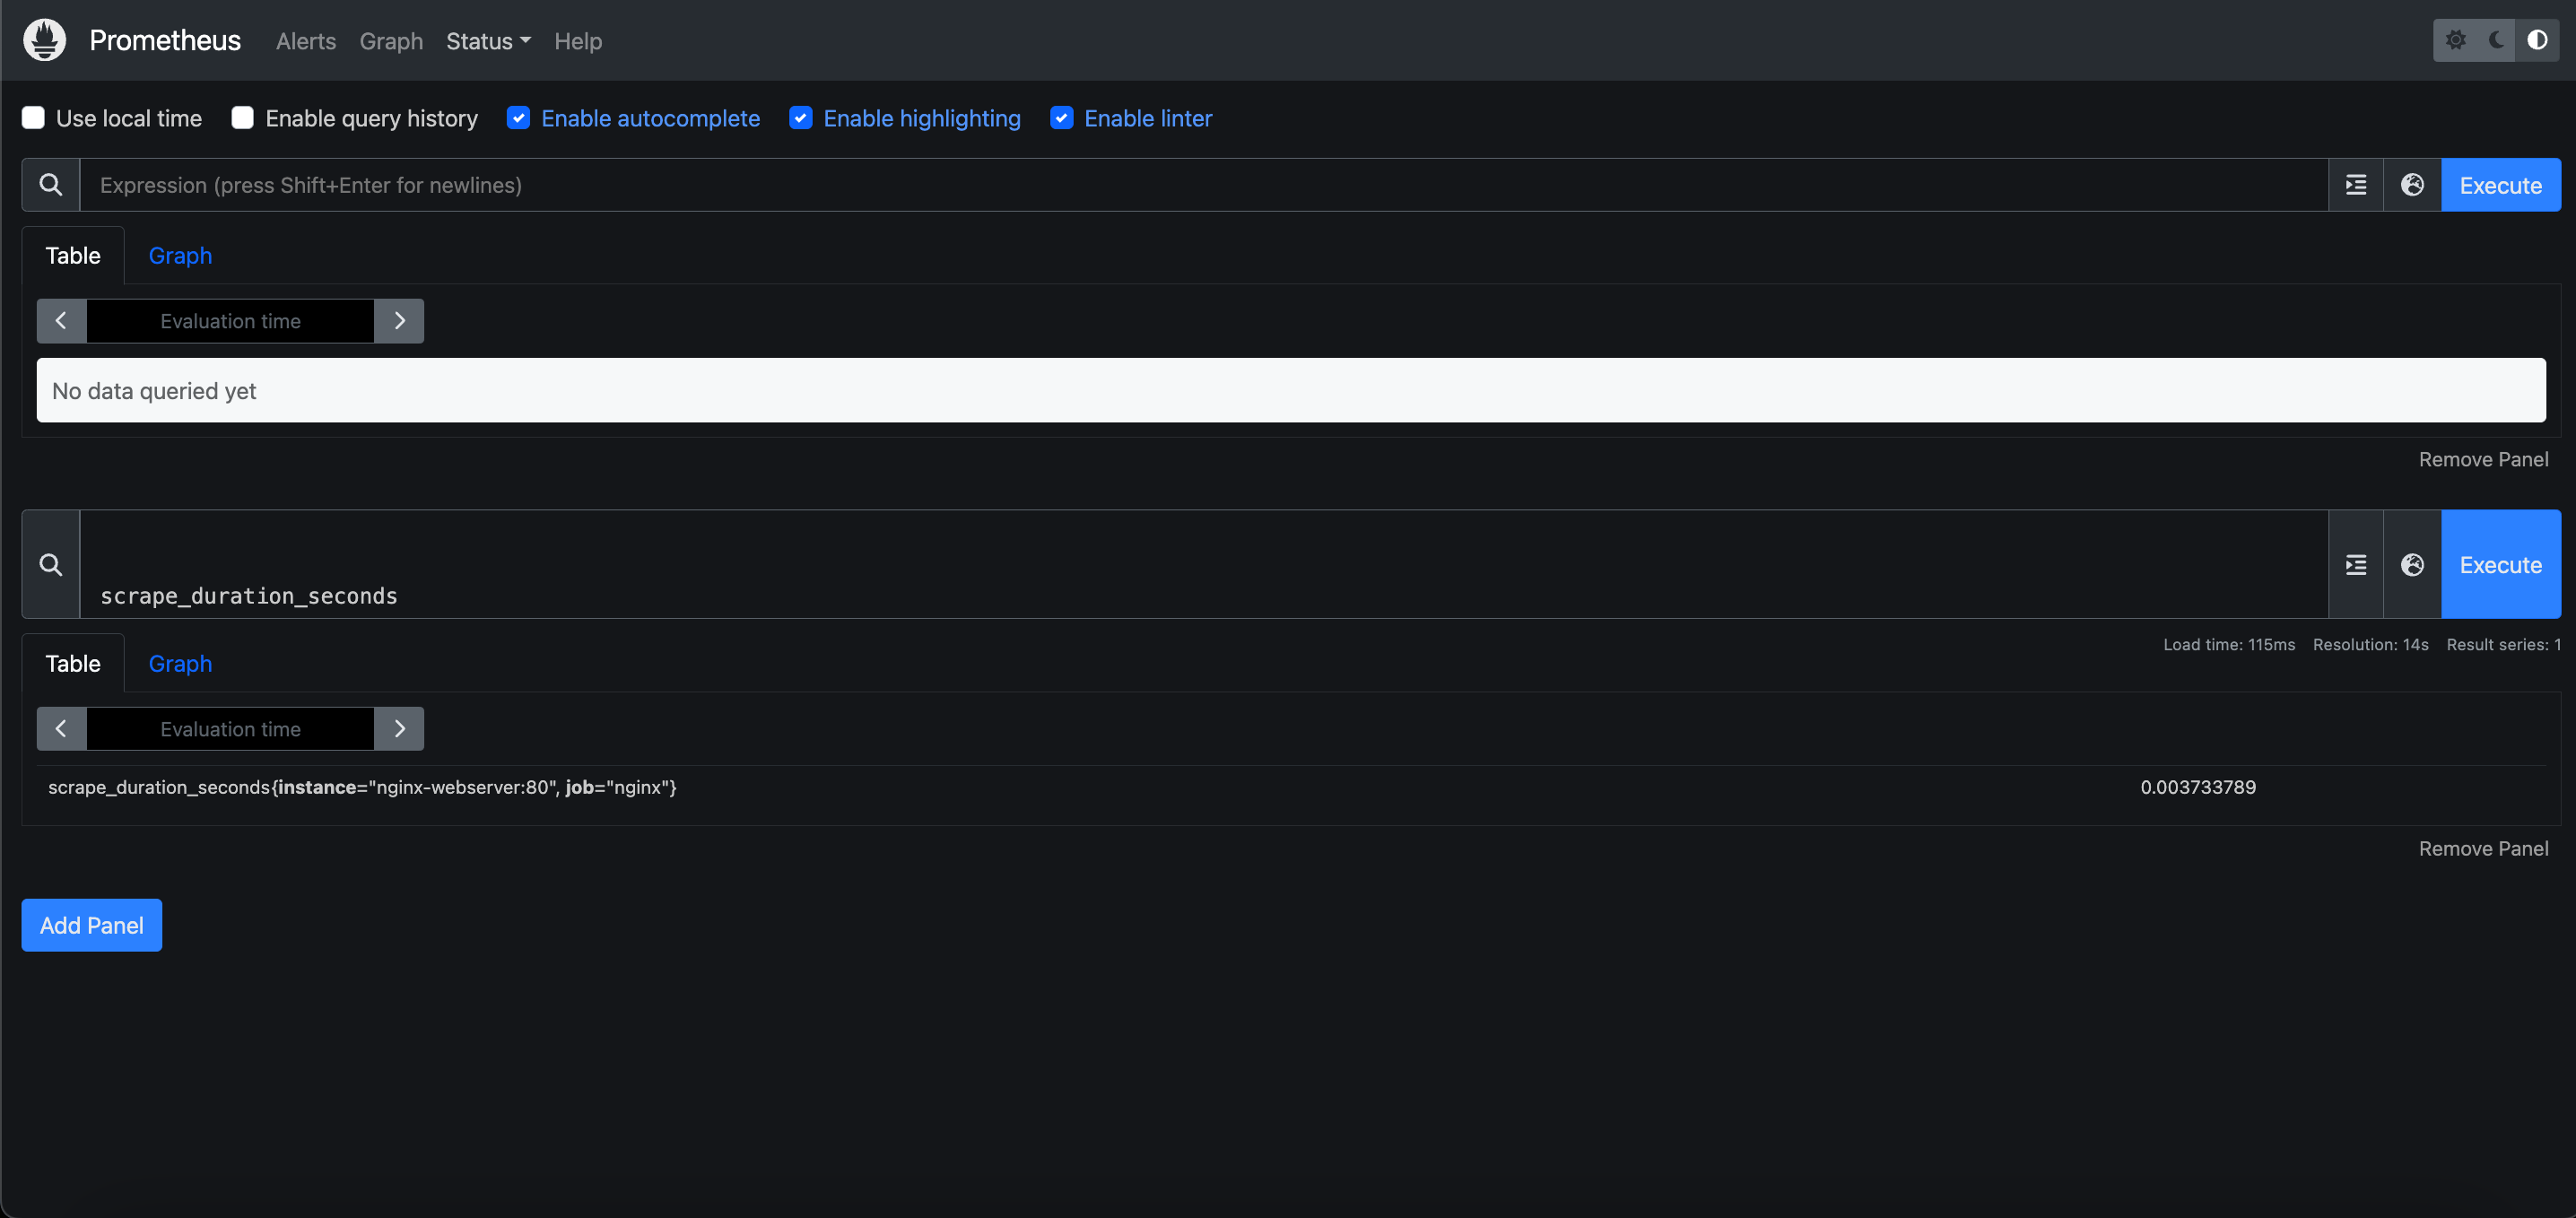 Prometheus Alerts Graph Status Help
Use local time Enable query history Enable autocomplete Enable highlighting Enable linter
Expression (press Shift+Enter for newlines) Execute
Table Graph
Evaluation time
No data queried yet
Remove Panel
scrape_duration_seconds Execute
Table Graph Load time: 115ms Resolution: 14s Result series: 1
Evaluation time
scrape_duration_seconds{instance="nginx-webserver:80", job="nginx"} 0.003733789
Remove Panel
Add Panel